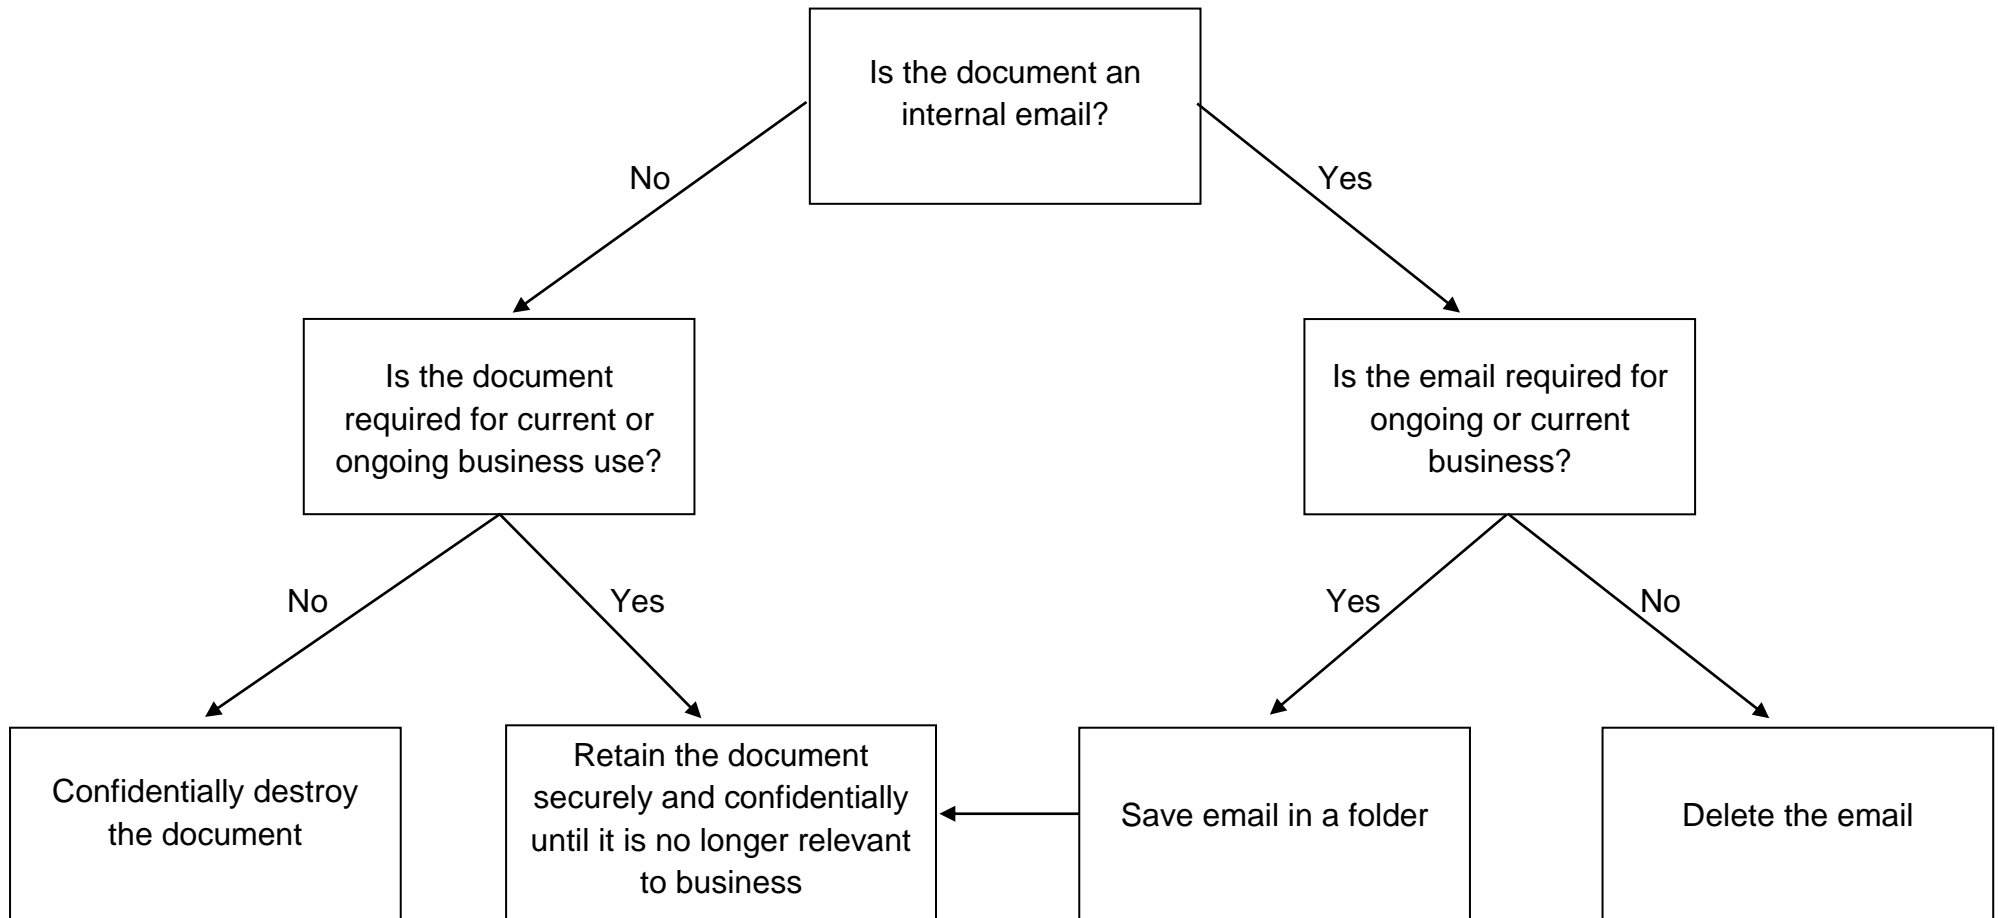 Is the document an
internal email?
No
Yes
Is the document
required for current or
ongoing business use?
Is the email required for
ongoing or current
business?
No
Yes
Yes
No
Confidentially destroy
the document
Retain the document
securely and confidentially
until it is no longer relevant
to business
Save email in a folder
Delete the email